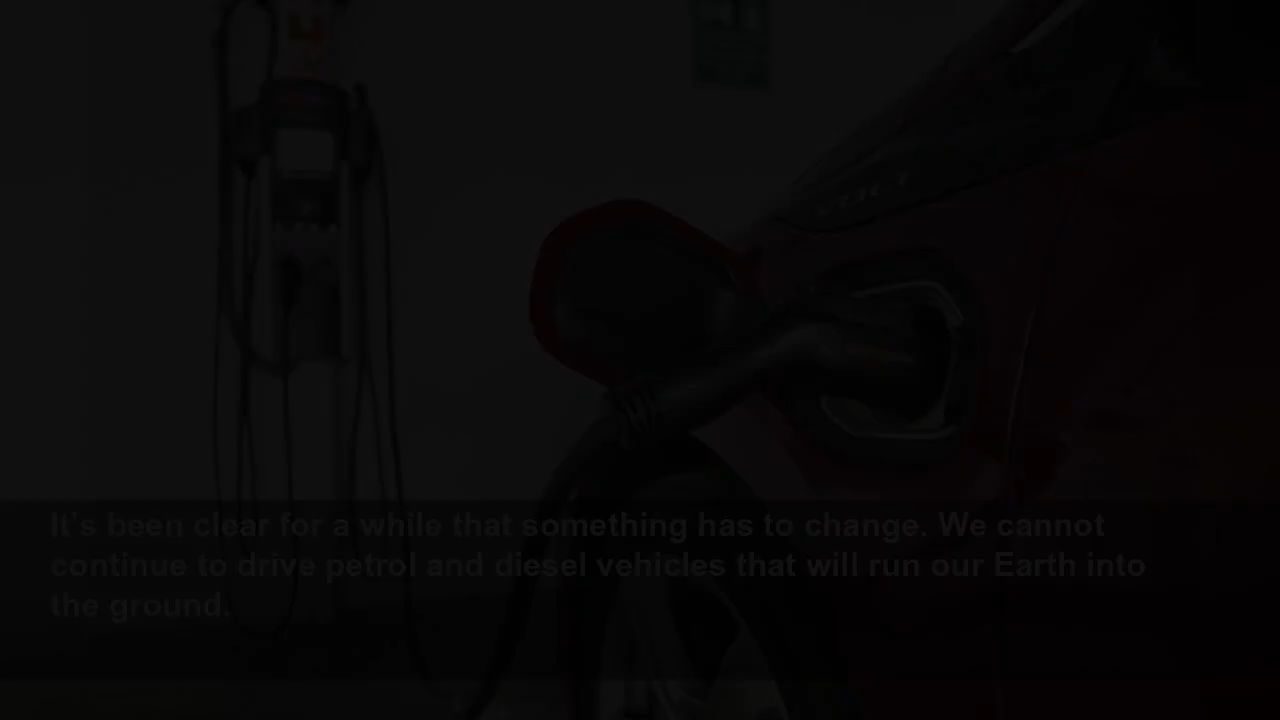 VOLT
It's been clear for a while that something has to change. We cannot
continue to drive petrol and diesel vehicles that will run our Earth into
the ground.